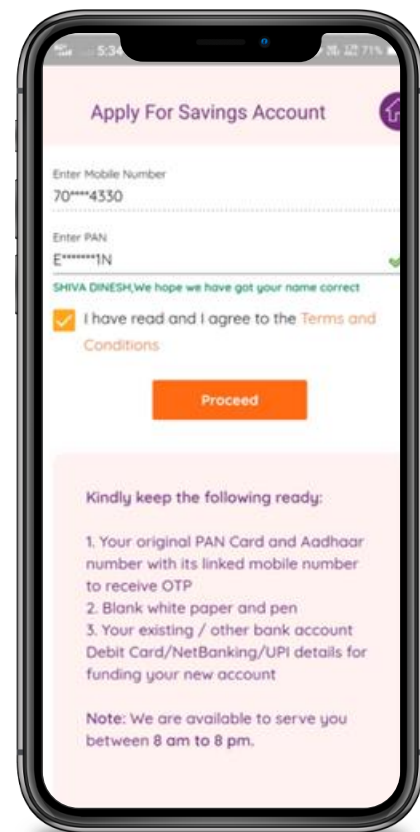 5:34
71%
Apply For Savings Account
Enter Mobile Number
70****4330
Enter PAN
E*******1N
SHIVA DINESH,We hope we have got your name correct
I have read and I agree to the Terms and
Conditions
Proceed
Kindly keep the following ready:
1. Your original PAN Card and Aadhaar
number with its linked mobile number
to receive OTP
2. Blank white paper and pen
3. Your existing / other bank account
Debit Card/NetBanking/UPI details for
funding your new account
Note: We are available to serve you
between 8 am to 8 pm.